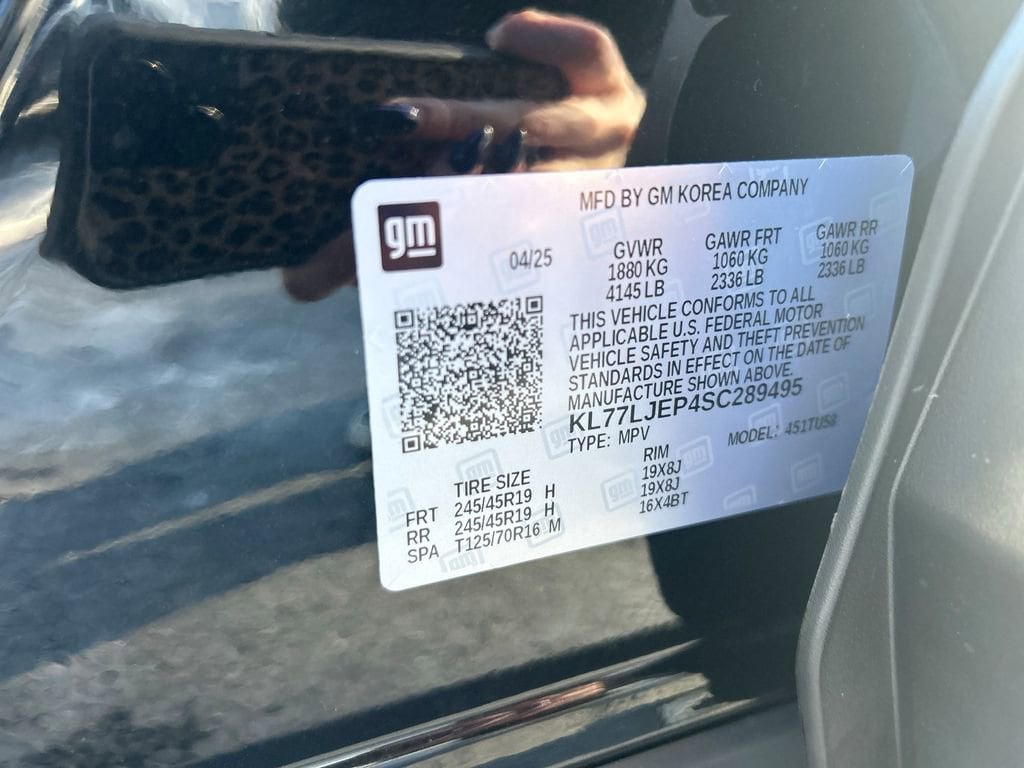 gm
MFD BY GM KOREA COMPANY
04/25
GVWR GAWR FRT GAWR RR
1880 KG 1060 KG 1060 KG
4145 LB 2336 LB 2336 LB
THIS VEHICLE CONFORMS TO ALL
APPLICABLE U.S. FEDERAL MOTOR
VEHICLE SAFETY AND THEFT PREVENTION
STANDARDS IN EFFECT ON THE DATE OF
MANUFACTURE SHOWN ABOVE.
KL77LJEP4SC289495
TYPE: MPV MODEL: 451TU58
TIRE SIZE RIM
FRT 245/45R19 H 19X8J
RR 245/45R19 H 19X8J
SPA T125/70R16 M 16X4BT